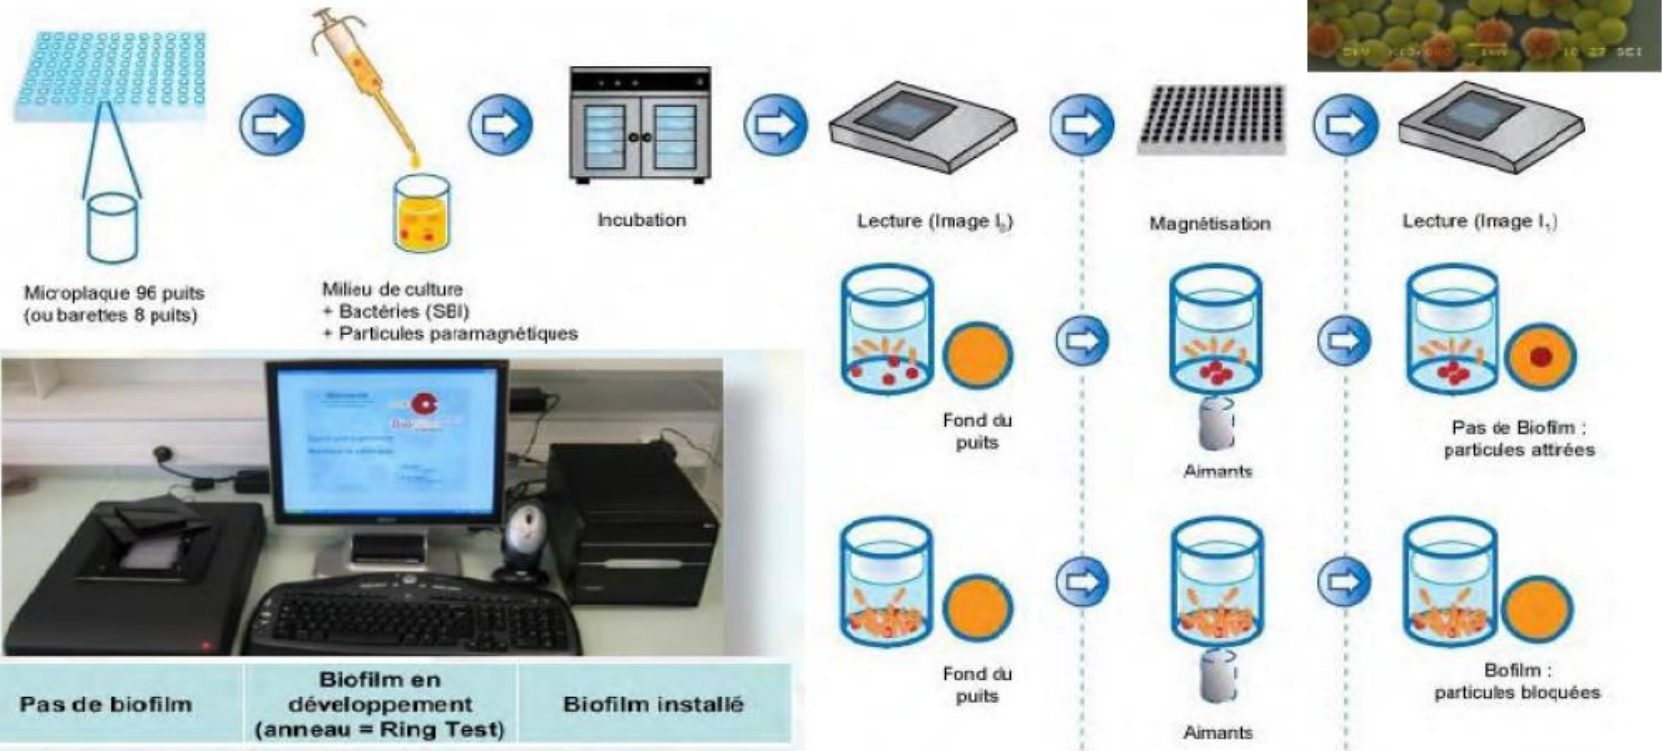 Incubation
Lecture (Image I₀)
Magnétisation
Lecture (Image I₁)
Microplaque 96 puits
(ou barettes 8 puits)
Milieu de culture
+ Bactéries (SBI)
+ Particules paramagnétiques
Fond du
puits
Aimants
Pas de Biofilm :
particules attirées
Fond du
puits
Aimants
Bofilm :
particules bloquées
Pas de biofilm
Biofilm en
développement
(anneau = Ring Test)
Biofilm installé